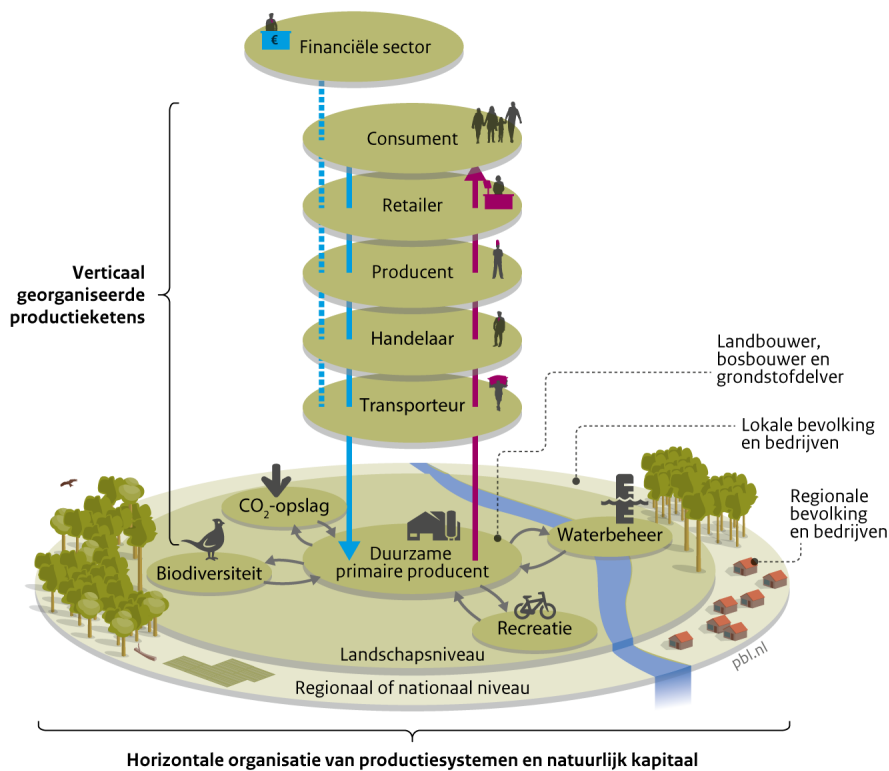 €
Financiële sector
Consument
Retailer
Producent
Handelaar
Transporteur
Verticaal
georganiseerde
productieketens
Landbouwer,
bosbouwer en
grondstofdelver
Lokale bevolking
en bedrijven
Regionale
bevolking
en bedrijven
CO₂-opslag
Waterbeheer
Duurzame
primaire producent
Biodiversiteit
Recreatie
Landschapsniveau
Regionaal of nationaal niveau
pbl.nl
Horizontale organisatie van productiesystemen en natuurlijk kapitaal